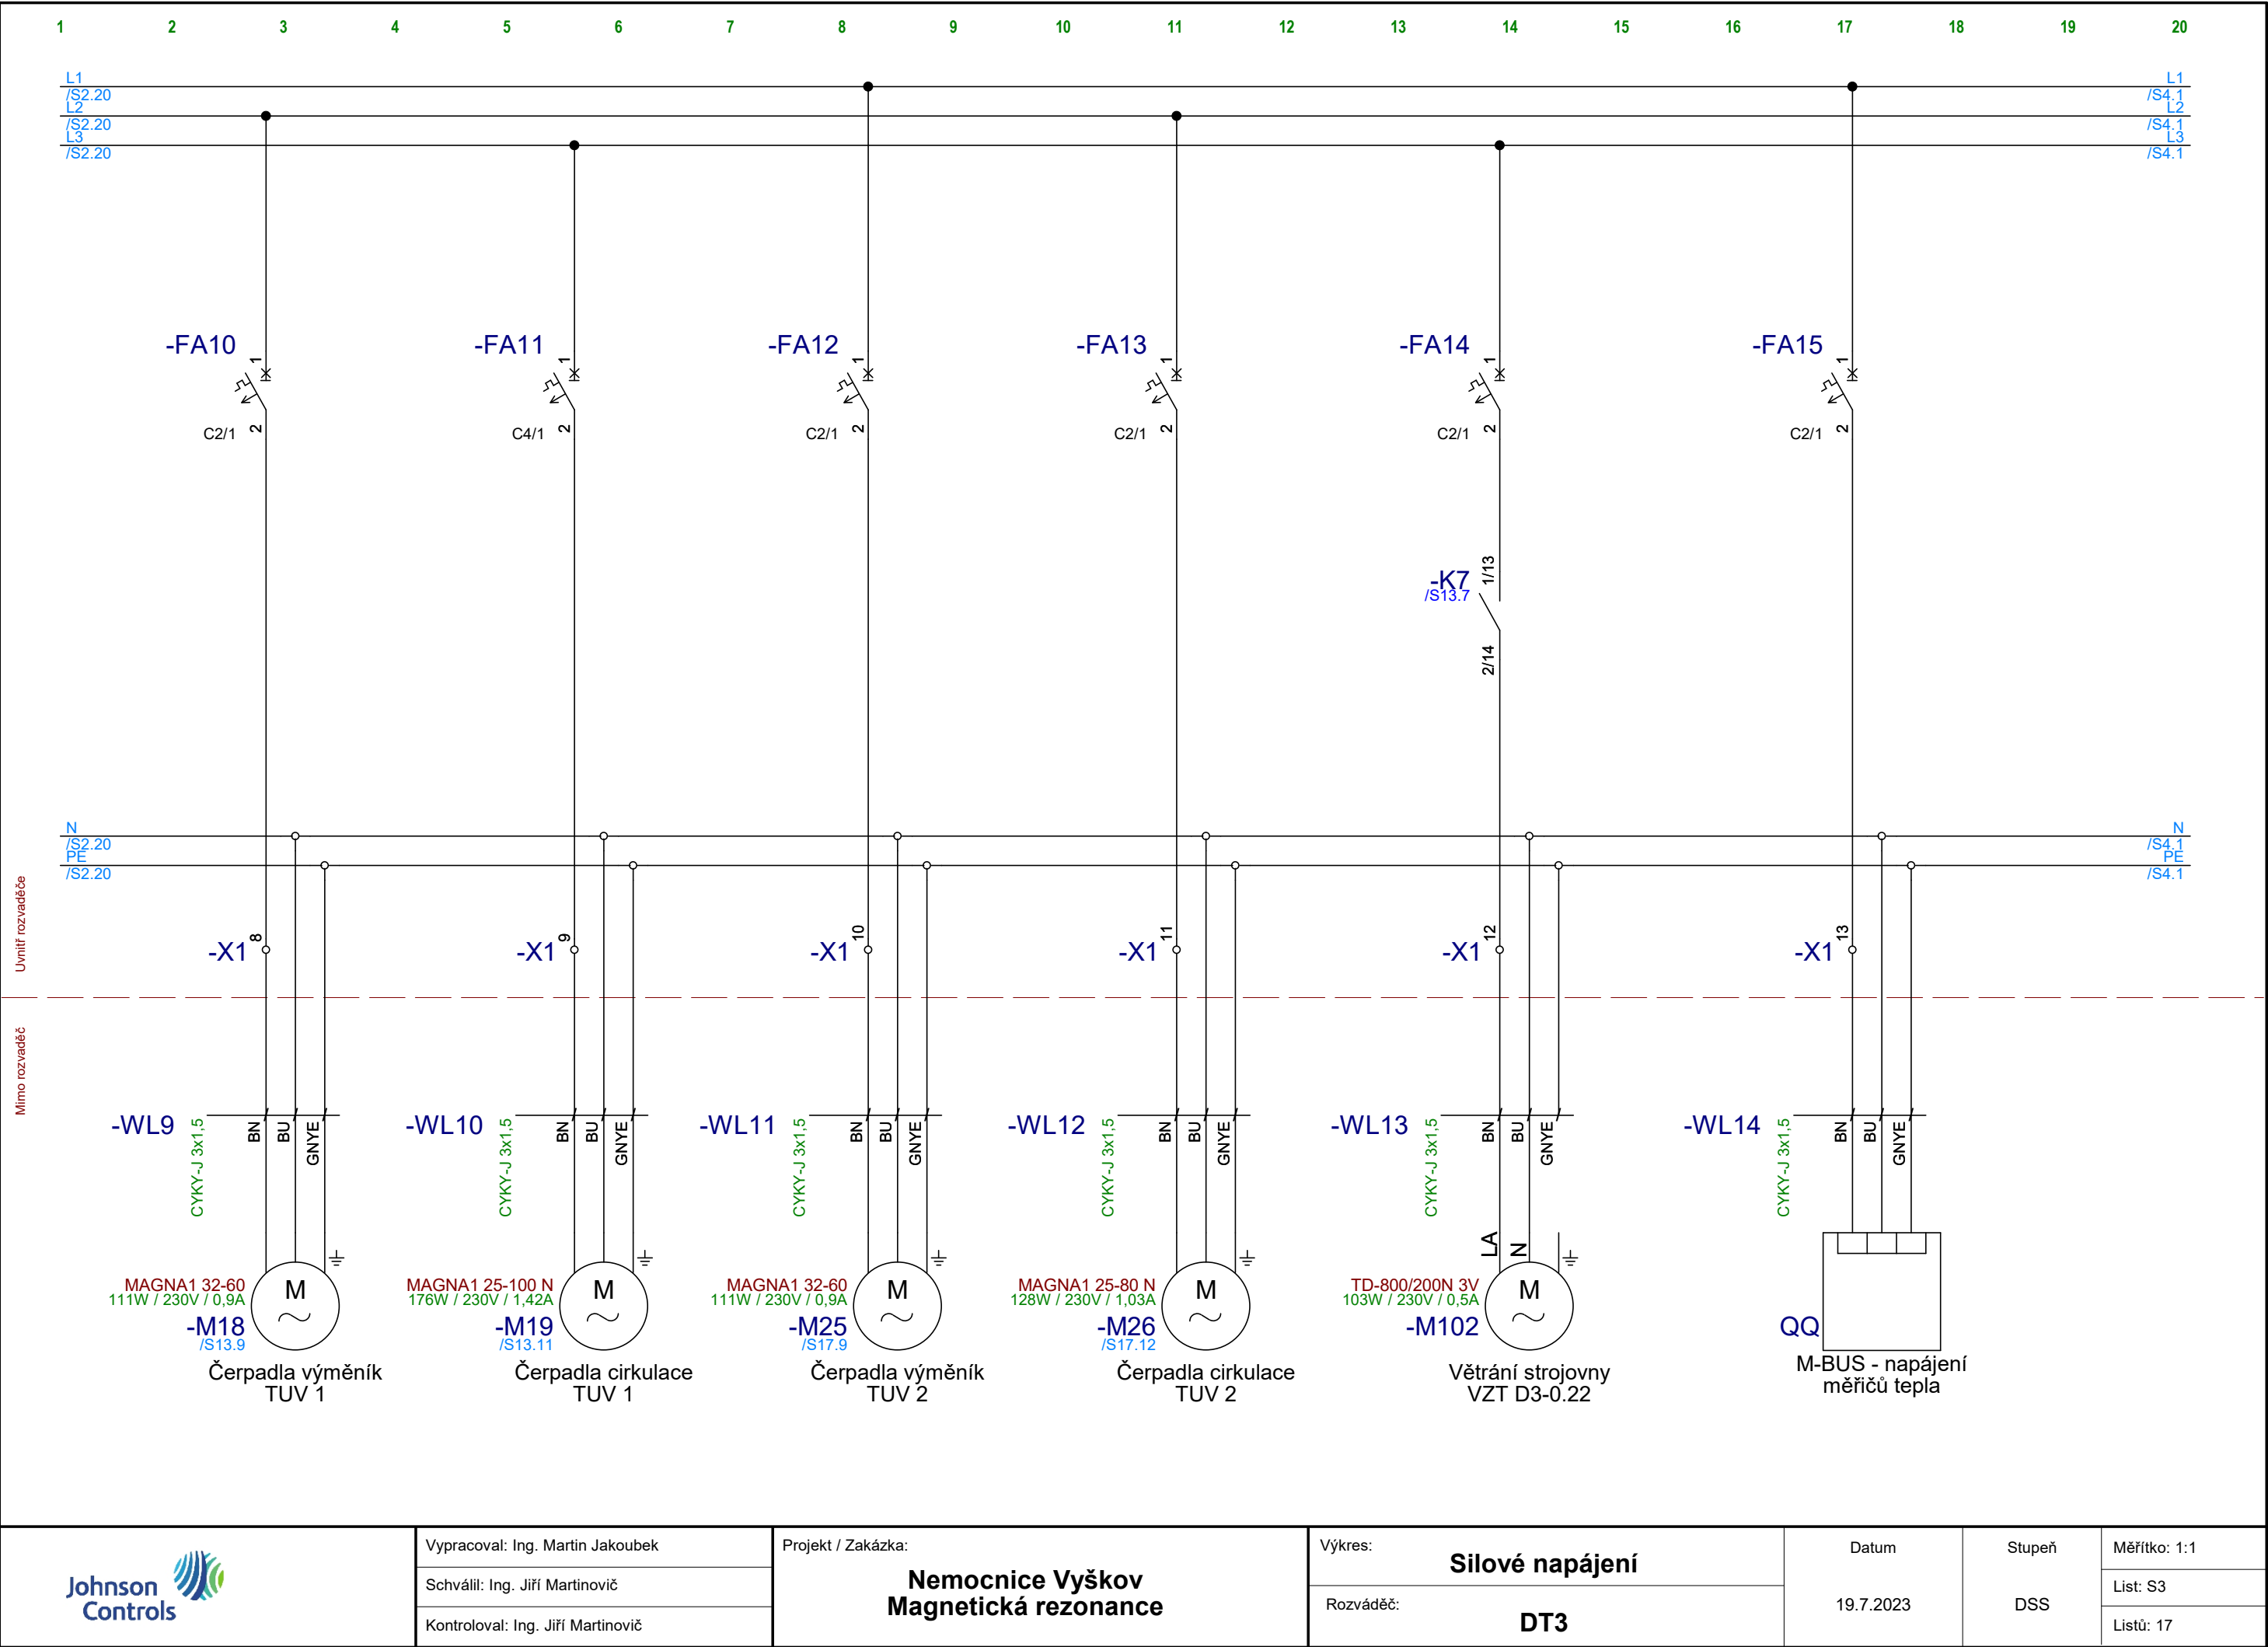 1 2 3 4 5 6 7 8 9 10 11 12 13 14 15 16 17 18 19 20
L1 L1
/S2.20 /S4.1
L2 L2
/S2.20 /S4.1
L3 L3
/S2.20 /S4.1
-FA10 1 -FA11 1 -FA12 1 -FA13 1 -FA14 1 -FA15 1
C2/1 2 C4/1 2 C2/1 2 C2/1 2 C2/1 2 C2/1 2
-K7 1/13
/S13.7
2/14
N N
/S2.20 /S4.1
PE PE
/S2.20 /S4.1
Uvnitř rozvaděče
-X1 8 -X1 9 -X1 10 -X1 11 -X1 12 -X1 13
Mimo rozvaděč
-WL9 CYKY-J 3x1,5 BN BU GNYE
-WL10 CYKY-J 3x1,5 BN BU GNYE
-WL11 CYKY-J 3x1,5 BN BU GNYE
-WL12 CYKY-J 3x1,5 BN BU GNYE
-WL13 CYKY-J 3x1,5 BN BU GNYE
-WL14 CYKY-J 3x1,5 BN BU GNYE
LA N
MAGNA1 32-60
111W / 230V / 0,9A
-M18
/S13.9
M
Čerpadla výměník
TUV 1
MAGNA1 25-100 N
176W / 230V / 1,42A
-M19
/S13.11
M
Čerpadla cirkulace
TUV 1
MAGNA1 32-60
111W / 230V / 0,9A
-M25
/S17.9
M
Čerpadla výměník
TUV 2
MAGNA1 25-80 N
128W / 230V / 1,03A
-M26
/S17.12
M
Čerpadla cirkulace
TUV 2
TD-800/200N 3V
103W / 230V / 0,5A
-M102
M
Větrání strojovny
VZT D3-0.22
QQ
M-BUS - napájení
měřičů tepla
Johnson
Controls
Vypracoval: Ing. Martin Jakoubek
Schválil: Ing. Jiří Martinovič
Kontroloval: Ing. Jiří Martinovič
Projekt / Zakázka:
Nemocnice Vyškov
Magnetická rezonance
Výkres:
Silové napájení
Rozváděč:
DT3
Datum
19.7.2023
Stupeň
DSS
Měřítko: 1:1
List: S3
Listů: 17